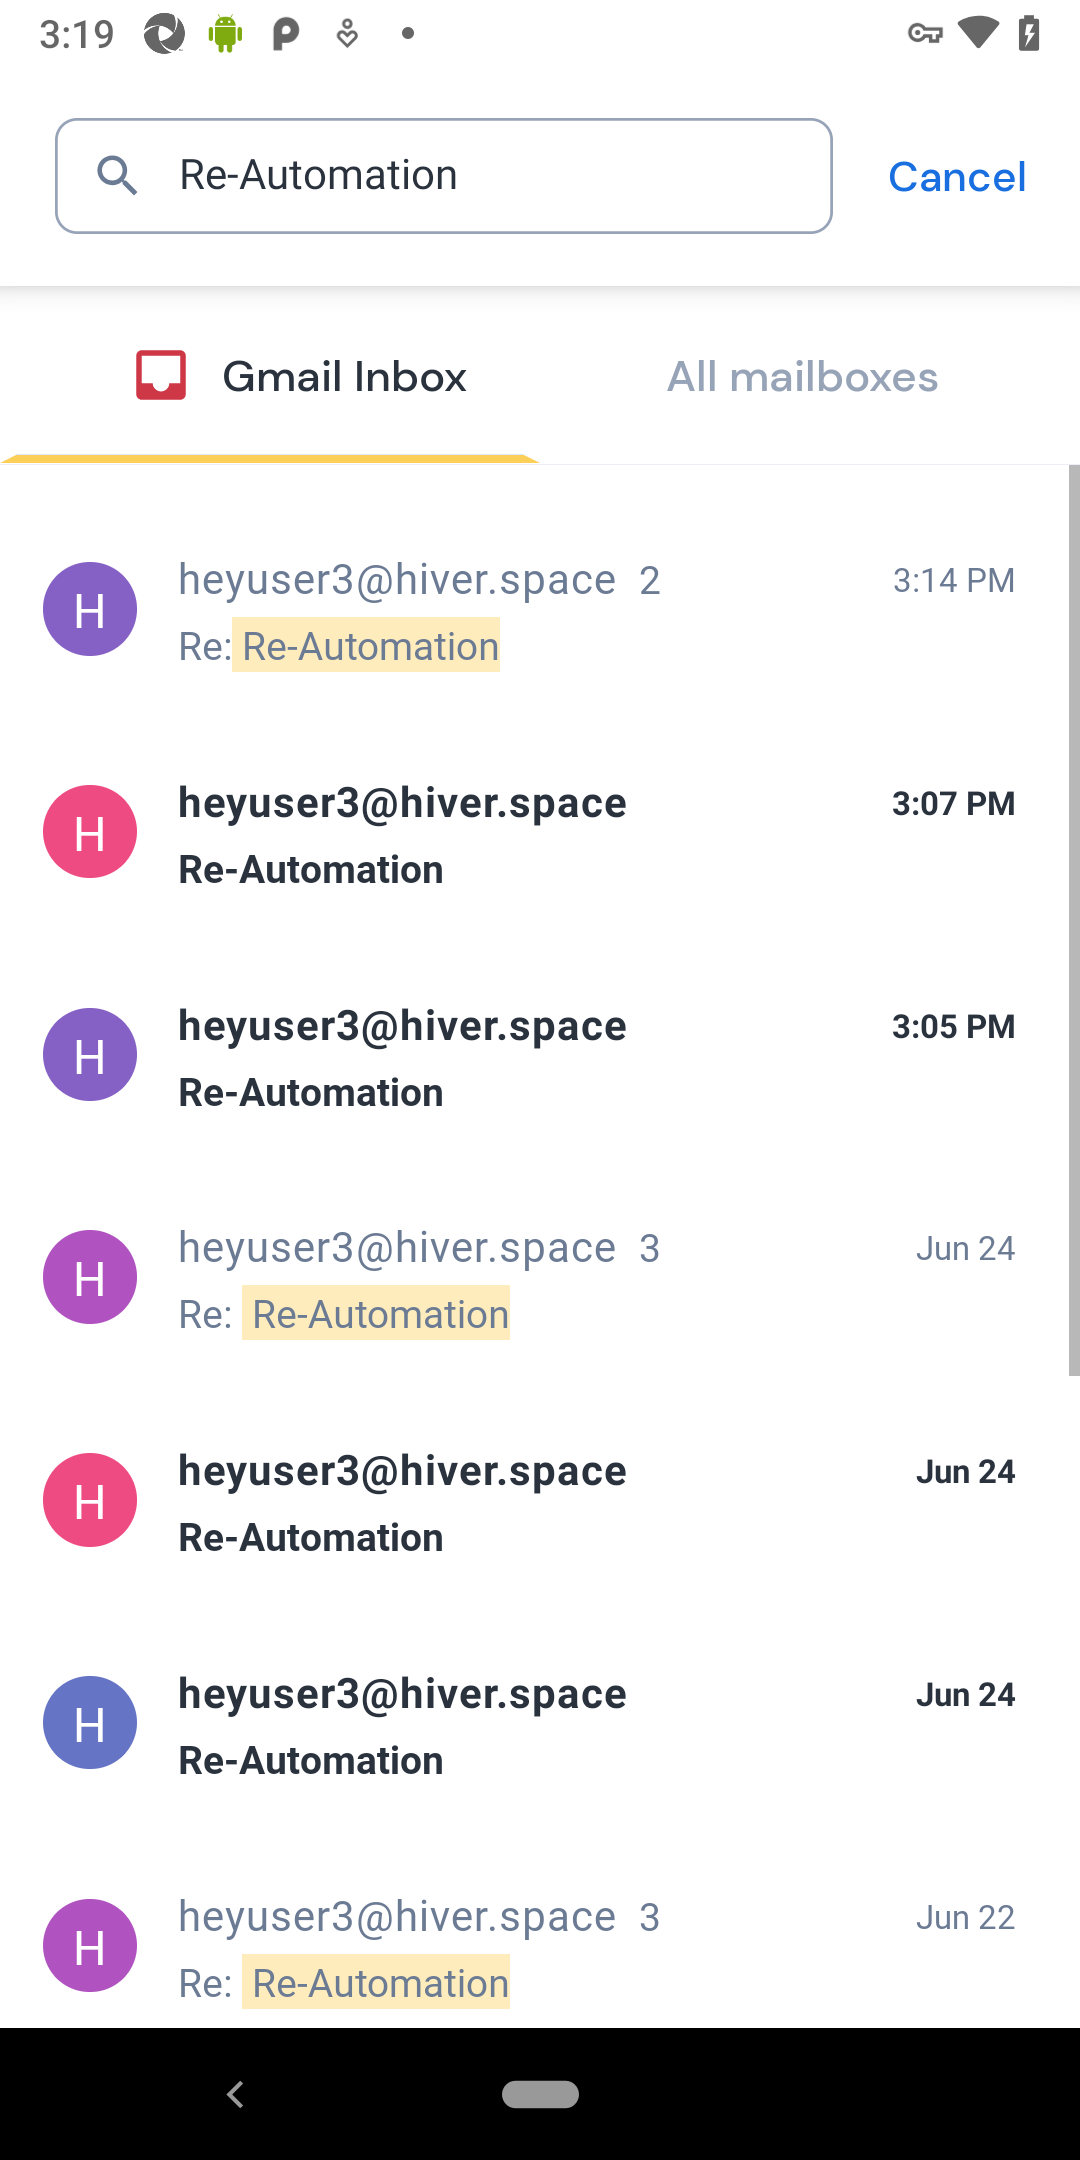 3:19
Re-Automation
Cancel
Gmail Inbox
All mailboxes
H
heyuser3@hiver.space 2
3:14 PM
Re: Re-Automation
H
heyuser3@hiver.space
3:07 PM
Re-Automation
H
heyuser3@hiver.space
3:05 PM
Re-Automation
H
heyuser3@hiver.space 3
Jun 24
Re: Re-Automation
H
heyuser3@hiver.space
Jun 24
Re-Automation
H
heyuser3@hiver.space
Jun 24
Re-Automation
H
heyuser3@hiver.space 3
Jun 22
Re: Re-Automation